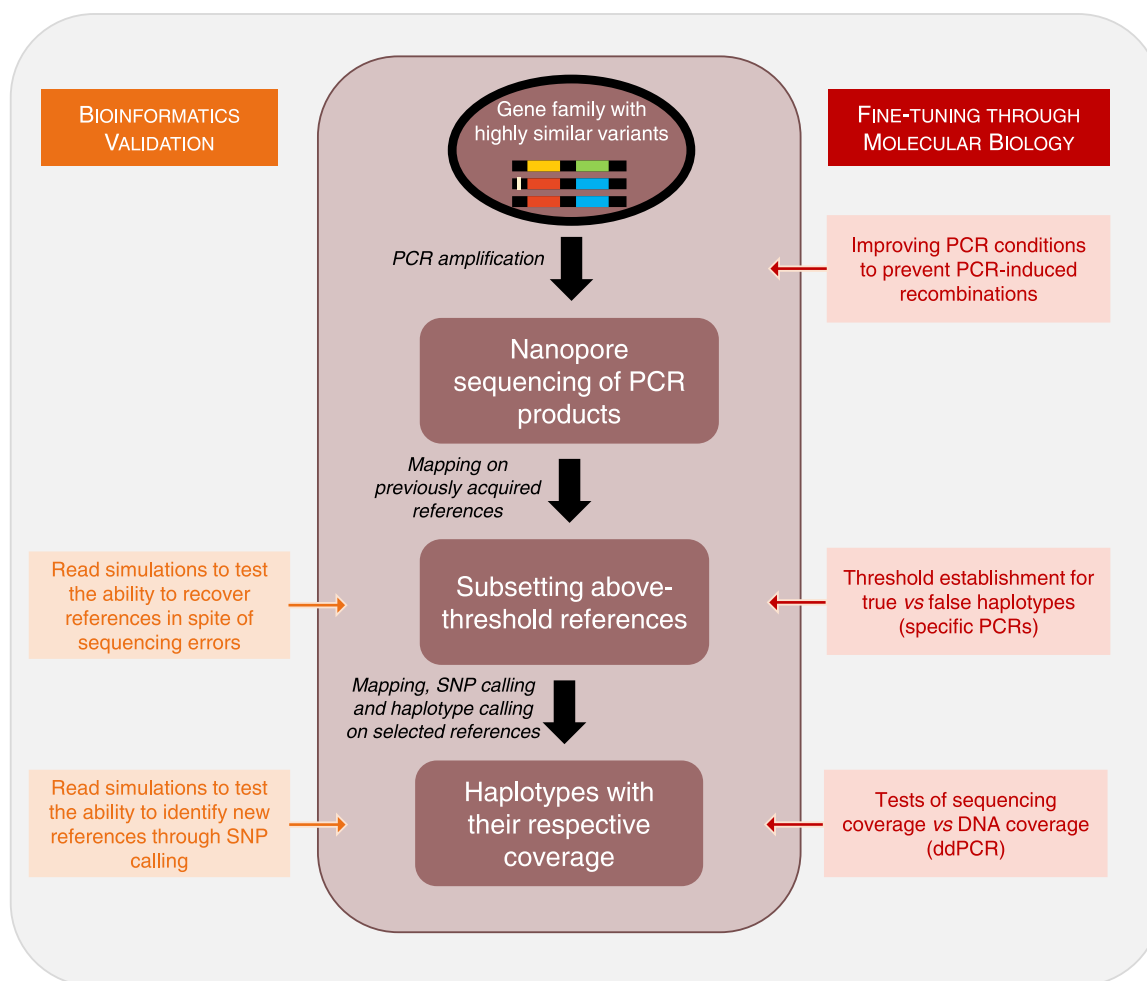 BIOINFORMATICS
VALIDATION
Gene family with
highly similar variants
FINE-TUNING THROUGH
MOLECULAR BIOLOGY
PCR amplification
Improving PCR conditions
to prevent PCR-induced
recombinations
Nanopore
sequencing of PCR
products
Mapping on
previously acquired
references
Read simulations to test
the ability to recover
references in spite of
sequencing errors
Subsetting above-
threshold references
Threshold establishment for
true vs false haplotypes
(specific PCRs)
Mapping, SNP calling
and haplotype calling
on selected references
Read simulations to test
the ability to identify new
references through SNP
calling
Haplotypes with
their respective
coverage
Tests of sequencing
coverage vs DNA coverage
(ddPCR)